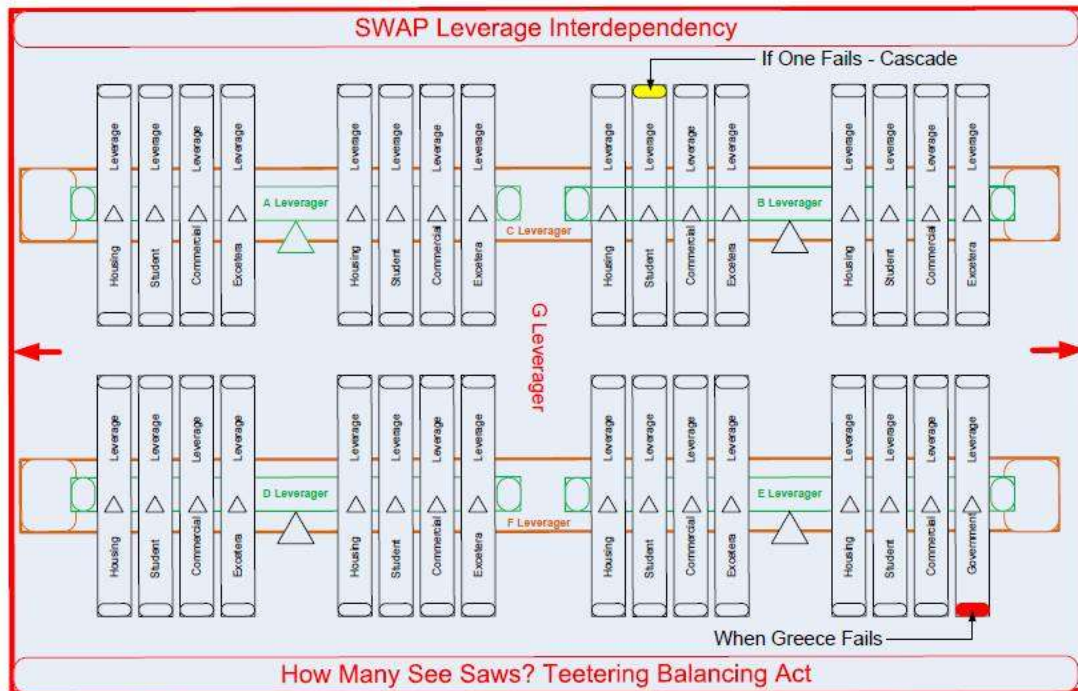 SWAP Leverage Interdependency
If One Fails - Cascade
Leverage Leverage Leverage Leverage Leverage Leverage Leverage Leverage Leverage Leverage Leverage Leverage Leverage Leverage Leverage Leverage
A Leverager
B Leverager
C Leverager
Housing Student Commercial Excetera Housing Student Commercial Excetera Housing Student Commercial Excetera Housing Student Commercial Excetera
G Leverager
Leverage Leverage Leverage Leverage Leverage Leverage Leverage Leverage Leverage Leverage Leverage Leverage Leverage Leverage Leverage Leverage
D Leverager
E Leverager
F Leverager
Housing Student Commercial Excetera Housing Student Commercial Excetera Housing Student Commercial Excetera Housing Student Commercial Government
When Greece Fails
How Many See Saws? Teetering Balancing Act